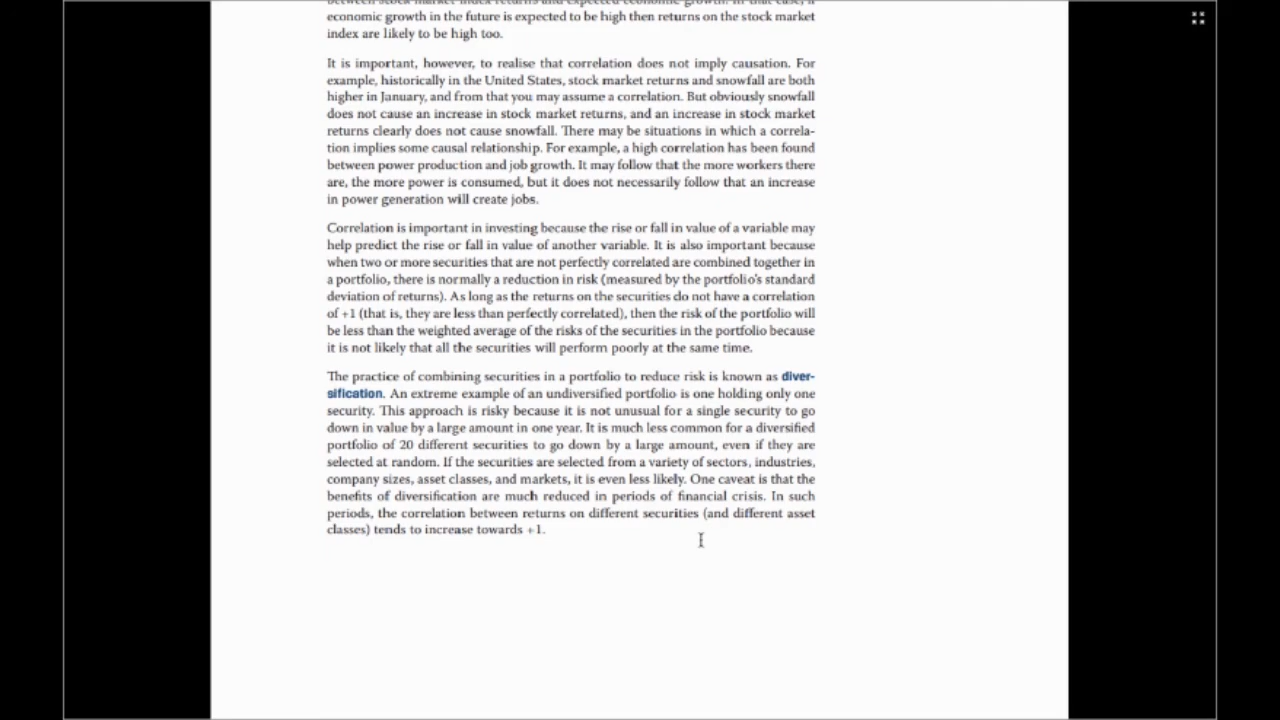 between stock market index returns and expected economic growth. In that case, if
economic growth in the future is expected to be high then returns on the stock market
index are likely to be high too.
It is important, however, to realise that correlation does not imply causation. For
example, historically in the United States, stock market returns and snowfall are both
higher in January, and from that you may assume a correlation. But obviously snowfall
does not cause an increase in stock market returns, and an increase in stock market
returns clearly does not cause snowfall. There may be situations in which a correla-
tion implies some causal relationship. For example, a high correlation has been found
between power production and job growth. It may follow that the more workers there
are, the more power is consumed, but it does not necessarily follow that an increase
in power generation will create jobs.
Correlation is important in investing because the rise or fall in value of a variable may
help predict the rise or fall in value of another variable. It is also important because
when two or more securities that are not perfectly correlated are combined together in
a portfolio, there is normally a reduction in risk (measured by the portfolio's standard
deviation of returns). As long as the returns on the securities do not have a correlation
of +1 (that is, they are less than perfectly correlated), then the risk of the portfolio will
be less than the weighted average of the risks of the securities in the portfolio because
it is not likely that all the securities will perform poorly at the same time.
The practice of combining securities in a portfolio to reduce risk is known as diver-
sification. An extreme example of an undiversified portfolio is one holding only one
security. This approach is risky because it is not unusual for a single security to go
down in value by a large amount in one year. It is much less common for a diversified
portfolio of 20 different securities to go down by a large amount, even if they are
selected at random. If the securities are selected from a variety of sectors, industries,
company sizes, asset classes, and markets, it is even less likely. One caveat is that the
benefits of diversification are much reduced in periods of financial crisis. In such
periods, the correlation between returns on different securities (and different asset
classes) tends to increase towards +1.